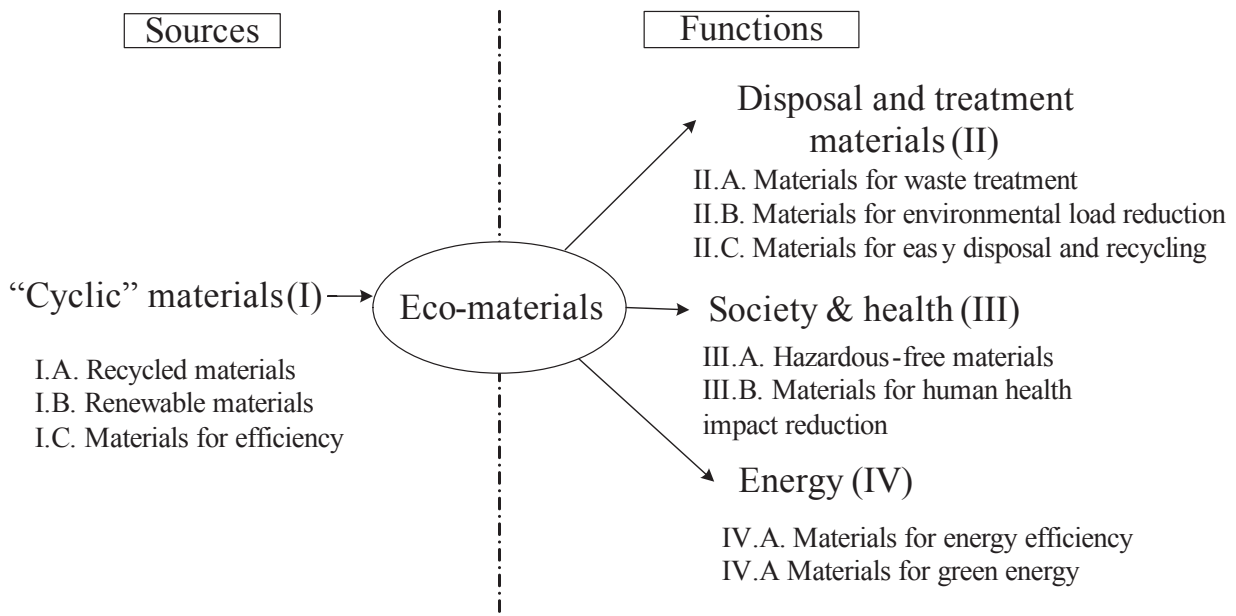 Sources
Functions
Disposal and treatment
materials (II)
II.A. Materials for waste treatment
II.B. Materials for environmental load reduction
II.C. Materials for eas y disposal and recycling
“Cyclic” materials (I)
Eco-materials
Society & health (III)
I.A. Recycled materials
I.B. Renewable materials
I.C. Materials for efficiency
III.A. Hazardous-free materials
III.B. Materials for human health
impact reduction
Energy (IV)
IV.A. Materials for energy efficiency
IV.A Materials for green energy